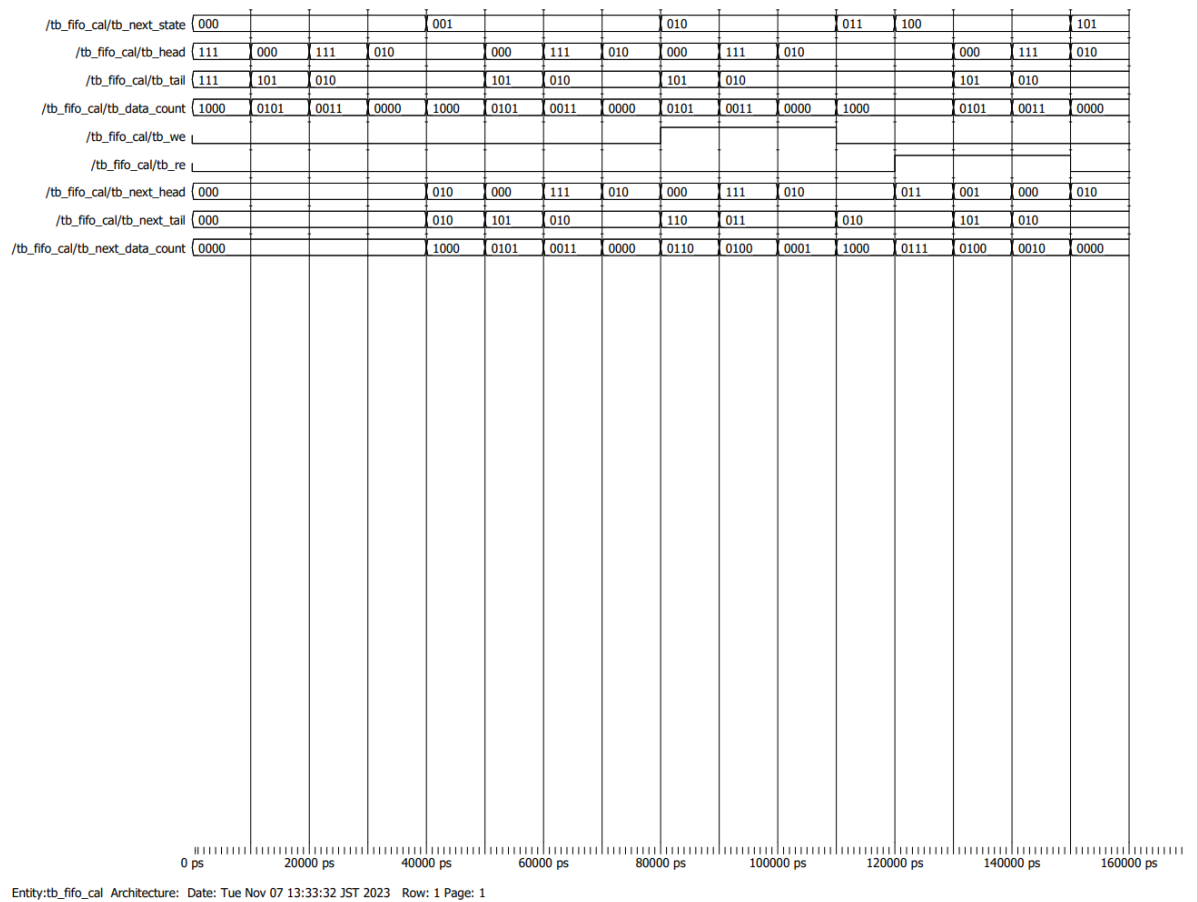 /tb_fifo_cal/tb_next_state 000 001 010 011 100 101
/tb_fifo_cal/tb_head 111 000 111 010 000 111 010 000 111 010 000 111 010
/tb_fifo_cal/tb_tail 111 101 010 101 010 101 010 101 010
/tb_fifo_cal/tb_data_count 1000 0101 0011 0000 1000 0101 0011 0000 0101 0011 0000 1000 0101 0011 0000
/tb_fifo_cal/tb_we
/tb_fifo_cal/tb_re
/tb_fifo_cal/tb_next_head 000 010 000 111 010 000 111 010 011 001 000 010
/tb_fifo_cal/tb_next_tail 000 010 101 010 110 011 010 101 010
/tb_fifo_cal/tb_next_data_count 0000 1000 0101 0011 0000 0110 0100 0001 1000 0111 0100 0010 0000
0 ps 20000 ps 40000 ps 60000 ps 80000 ps 100000 ps 120000 ps 140000 ps 160000 ps
Entity:tb_fifo_cal Architecture: Date: Tue Nov 07 13:33:32 JST 2023 Row: 1 Page: 1